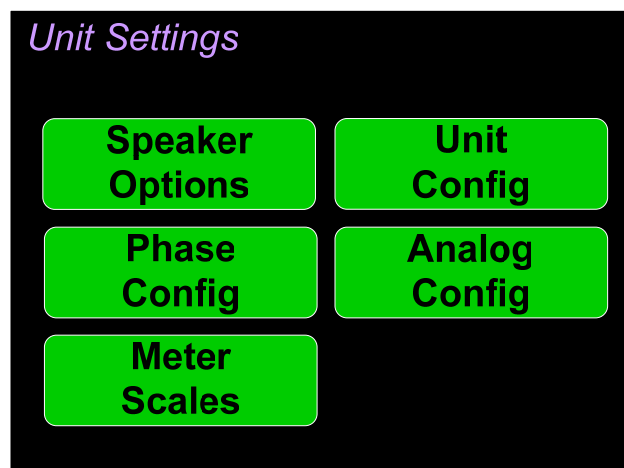 Unit Settings
Speaker
Options
Unit
Config
Phase
Config
Analog
Config
Meter
Scales